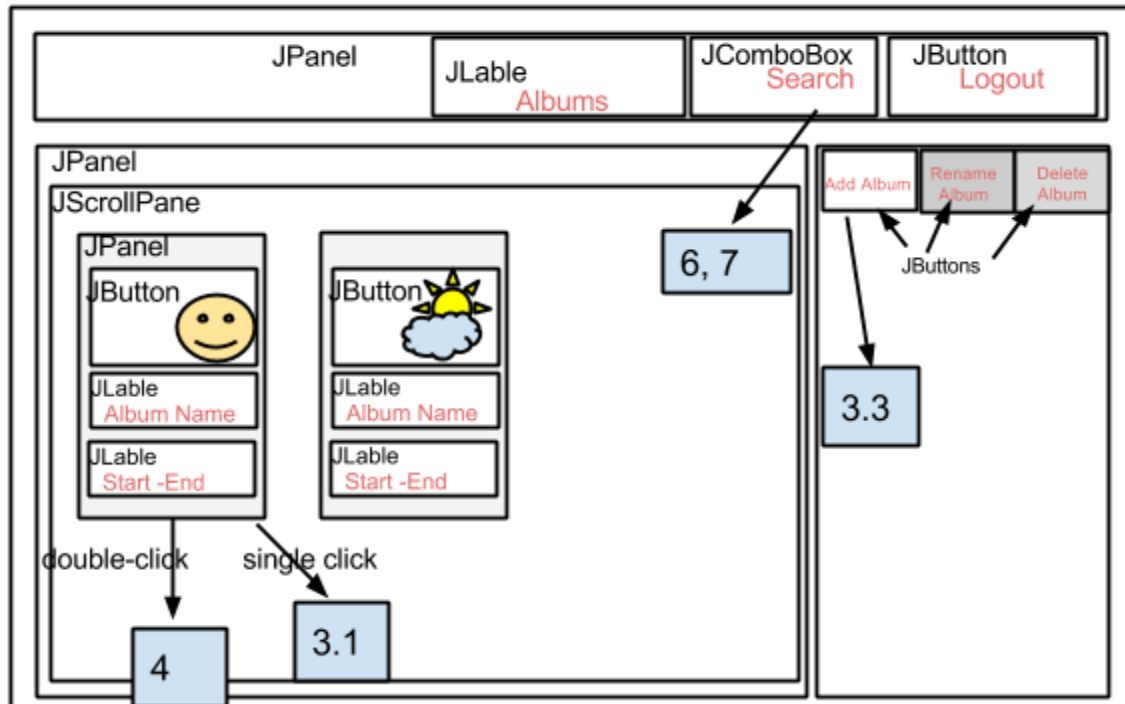 JPanel
JLable
Albums
JComboBox
Search
JButton
Logout
JPanel
JScrollPane
JPanel
JButton
JLable
Album Name
JLable
Start -End
JButton
JLable
Album Name
JLable
Start -End
6, 7
double-click
single click
4
3.1
Add Album
Rename
Album
Delete
Album
JButtons
3.3